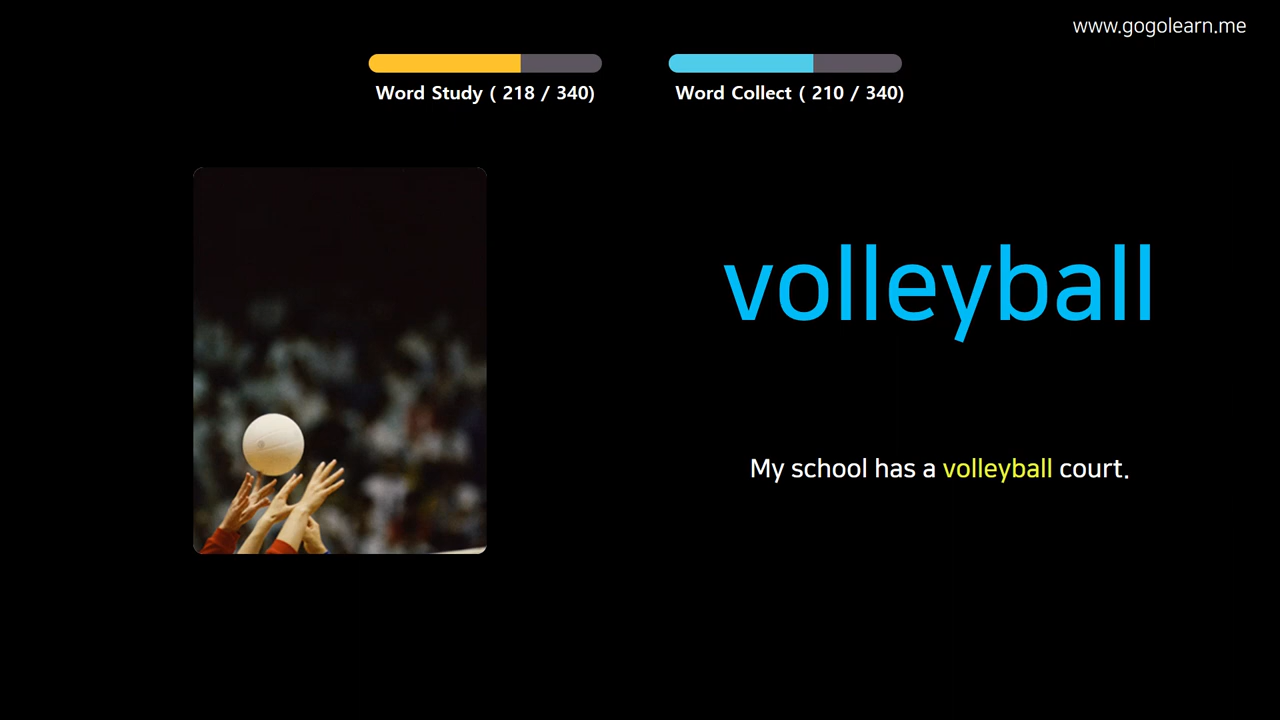 www.gogolearn.me
Word Study ( 218 / 340)
Word Collect ( 210 / 340)
volleyball
My school has a volleyball court.